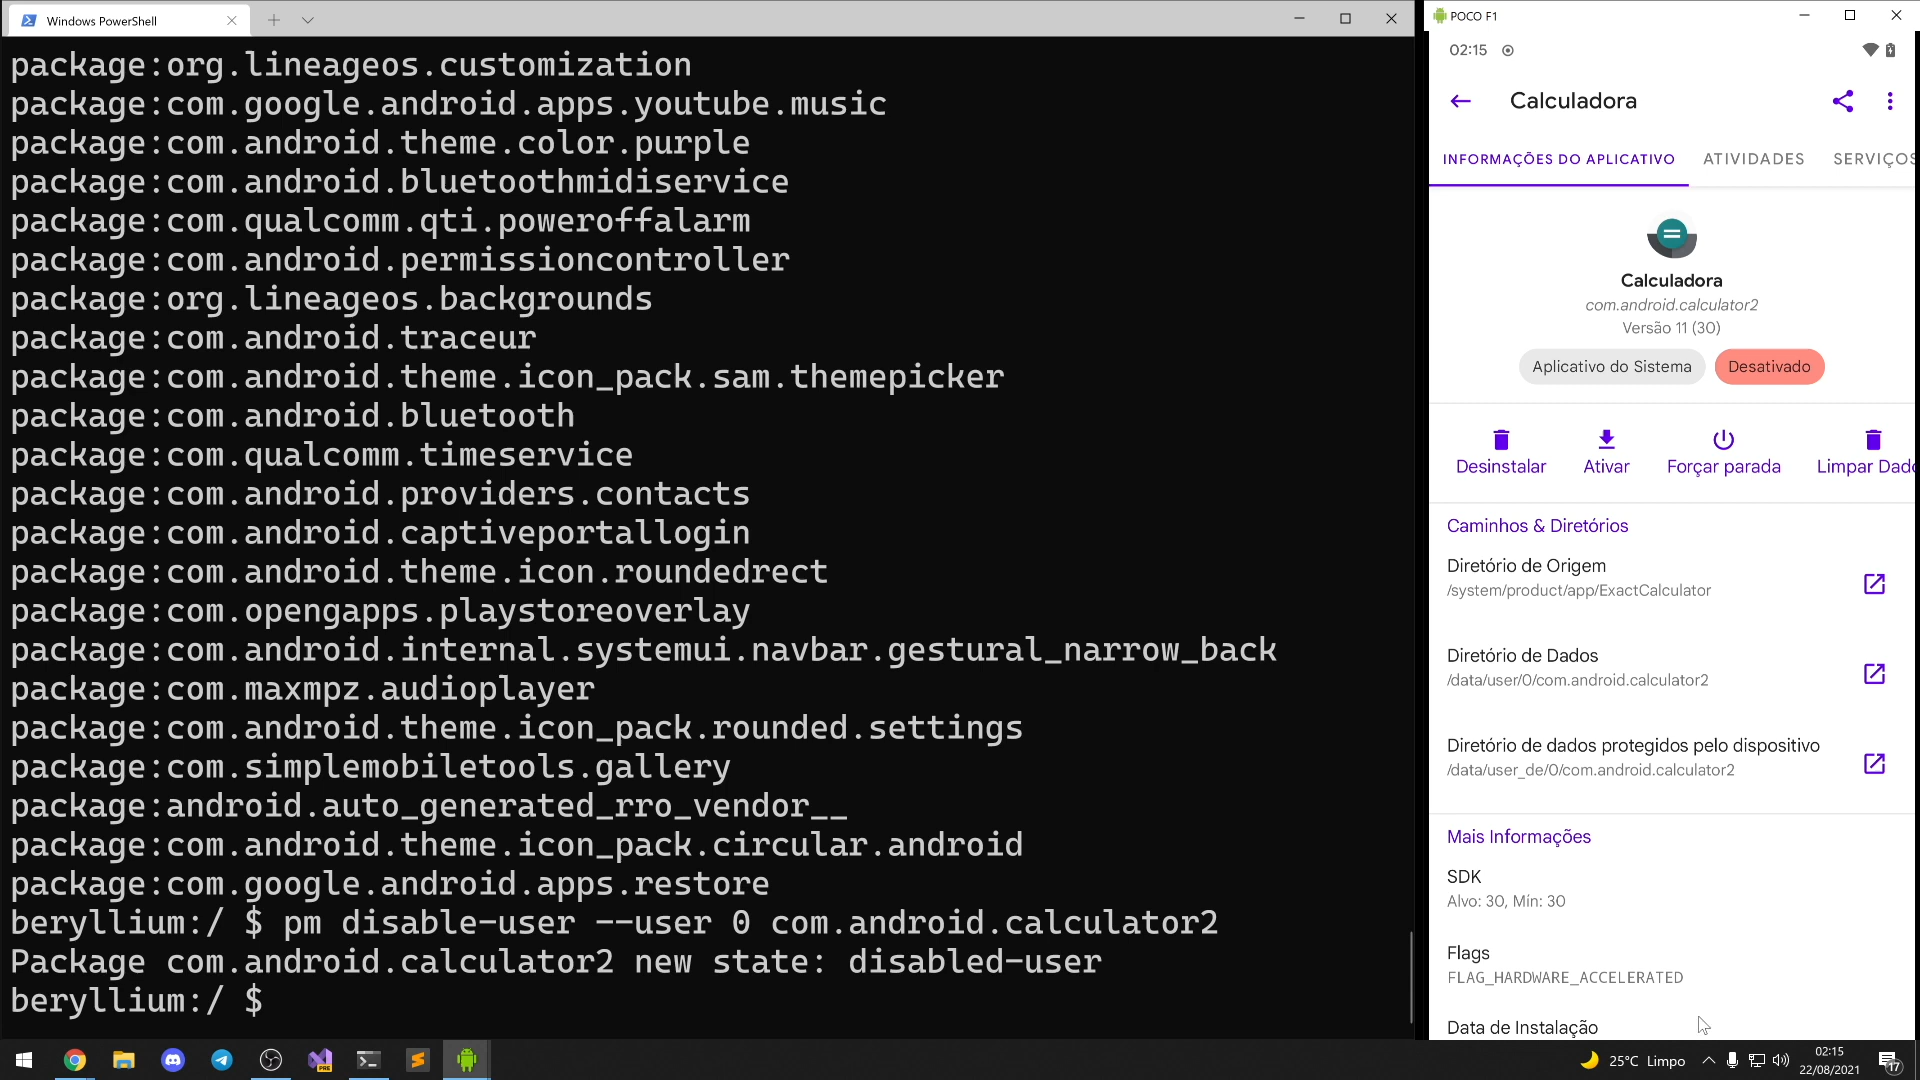 Windows PowerShell
package:org.lineageos.customization
package:com.google.android.apps.youtube.music
package:com.android.theme.color.purple
package:com.android.bluetoothmidiservice
package:com.qualcomm.qti.poweroffalarm
package:com.android.permissioncontroller
package:org.lineageos.backgrounds
package:com.android.traceur
package:com.android.theme.icon_pack.sam.themepicker
package:com.android.bluetooth
package:com.qualcomm.timeservice
package:com.android.providers.contacts
package:com.android.captiveportallogin
package:com.android.theme.icon.roundedrect
package:com.opengapps.playstoreoverlay
package:com.android.internal.systemui.navbar.gestural_narrow_back
package:com.maxmpz.audioplayer
package:com.android.theme.icon_pack.rounded.settings
package:com.simplemobiletools.gallery
package:android.auto_generated_rro_vendor__
package:com.android.theme.icon_pack.circular.android
package:com.google.android.apps.restore
beryllium:/ $ pm disable-user --user 0 com.android.calculator2
Package com.android.calculator2 new state: disabled-user
beryllium:/ $
POCO F1
02:15
Calculadora
INFORMAÇÕES DO APLICATIVO ATIVIDADES SERVIÇOS
Calculadora
com.android.calculator2
Versão 11 (30)
Aplicativo do Sistema Desativado
Desinstalar Ativar Forçar parada Limpar Dado
Caminhos & Diretórios
Diretório de Origem
/system/product/app/ExactCalculator
Diretório de Dados
/data/user/0/com.android.calculator2
Diretório de dados protegidos pelo dispositivo
/data/user_de/0/com.android.calculator2
Mais Informações
SDK
Alvo: 30, Mín: 30
Flags
FLAG_HARDWARE_ACCELERATED
Data de Instalação
25°C Limpo
02:15
22/08/2021
17
PRE